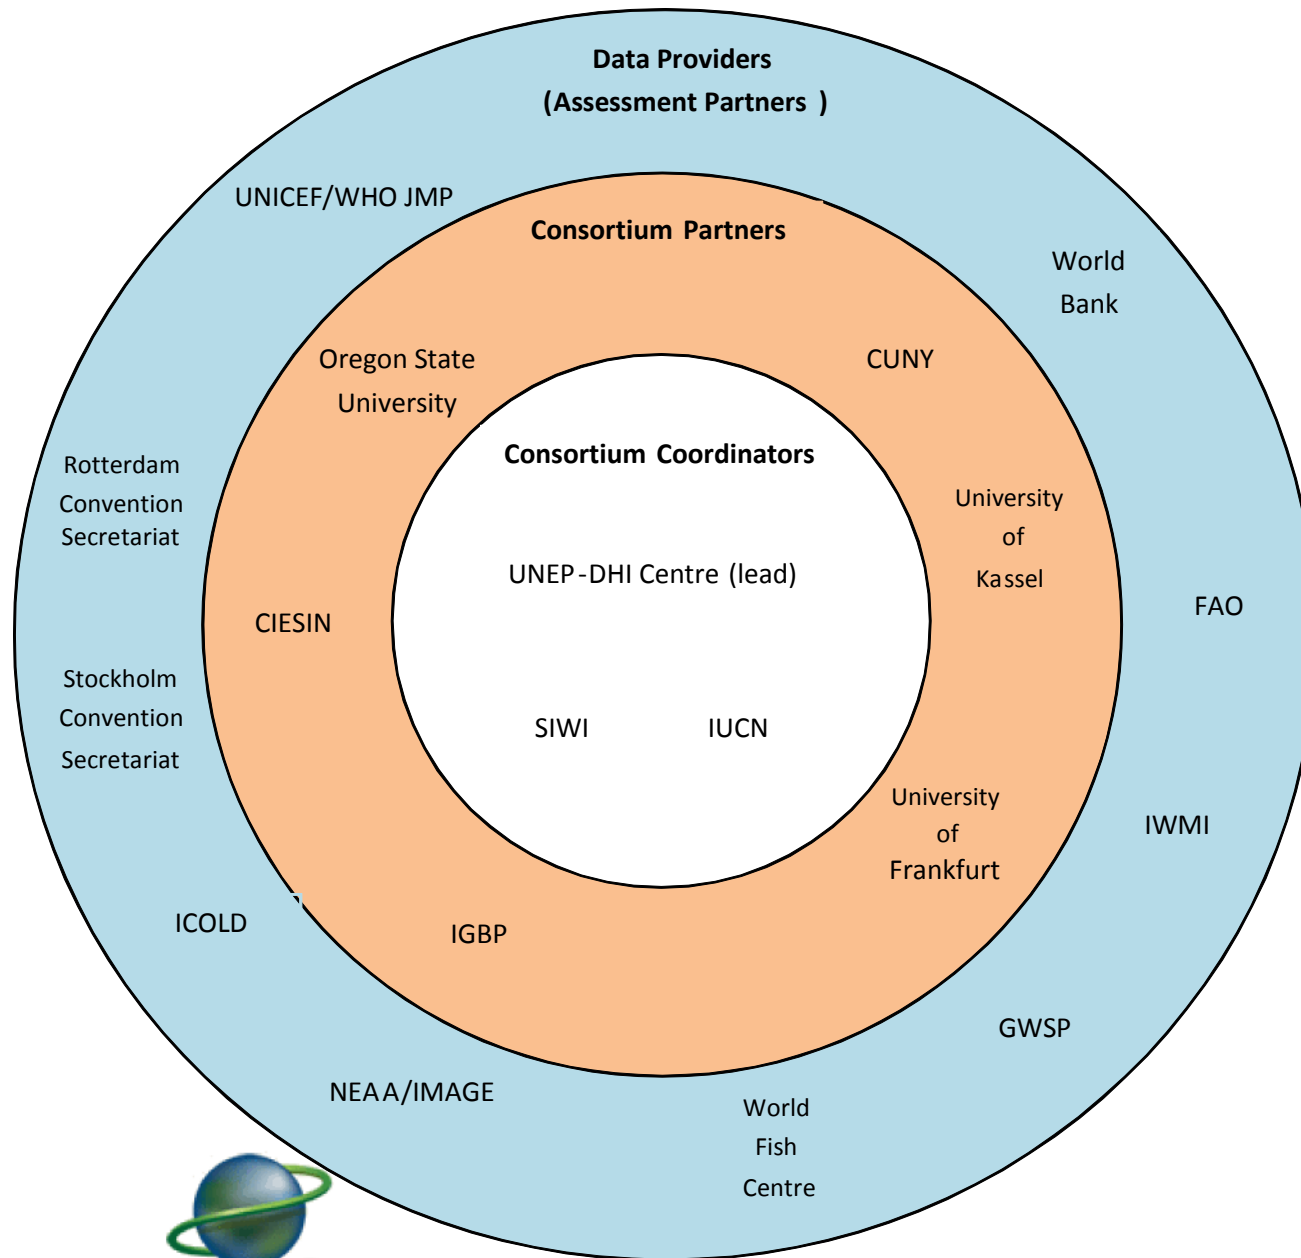 Data Providers
(Assessment Partners )
UNICEF/WHO JMP
World
Bank
Rotterdam
Convention
Secretariat
FAO
Stockholm
Convention
Secretariat
IWMI
ICOLD
GWSP
NEAA/IMAGE
World
Fish
Centre
Consortium Partners
Oregon State
University
CUNY
University
of
Kassel
CIESIN
University
of
Frankfurt
IGBP
Consortium Coordinators
UNEP-DHI Centre (lead)
SIWI
IUCN